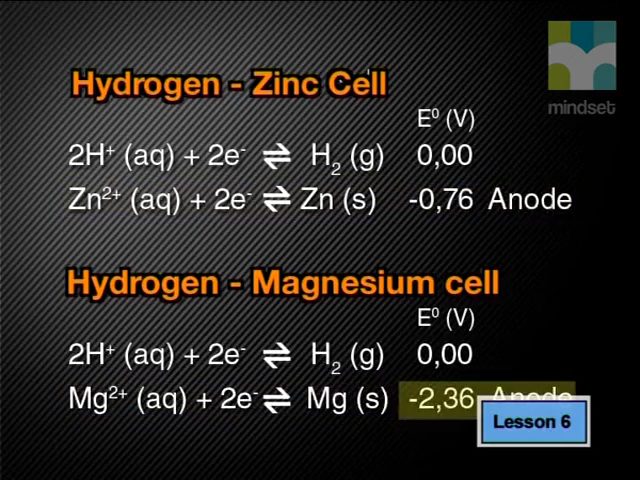 mindset
Hydrogen - Zinc Cell
E⁰ (V)
2H⁺ (aq) + 2e⁻ ⇌ H₂ (g) 0,00
Zn²⁺ (aq) + 2e⁻ ⇌ Zn (s) -0,76 Anode
Hydrogen - Magnesium cell
E⁰ (V)
2H⁺ (aq) + 2e⁻ ⇌ H₂ (g) 0,00
Mg²⁺ (aq) + 2e⁻ ⇌ Mg (s) -2,36 Anode
Lesson 6